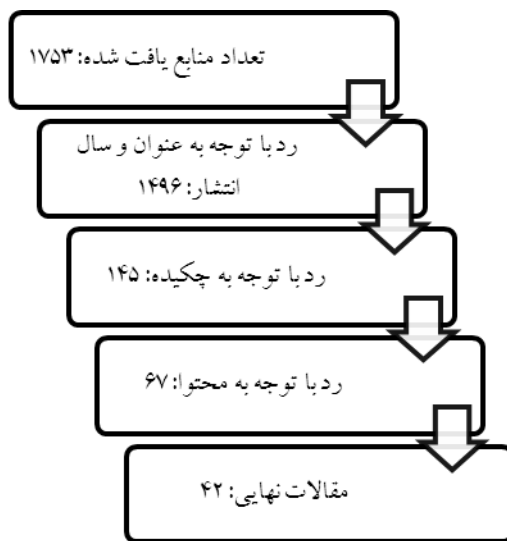 تعداد منابع یافت شده: ۱۷۵۳
رد با توجه به عنوان و سال
انتشار: ۱۴۹۶
رد با توجه به چکیده: ۱۴۵
رد با توجه به محتوا: ۶۷
مقالات نهایی: ۴۲